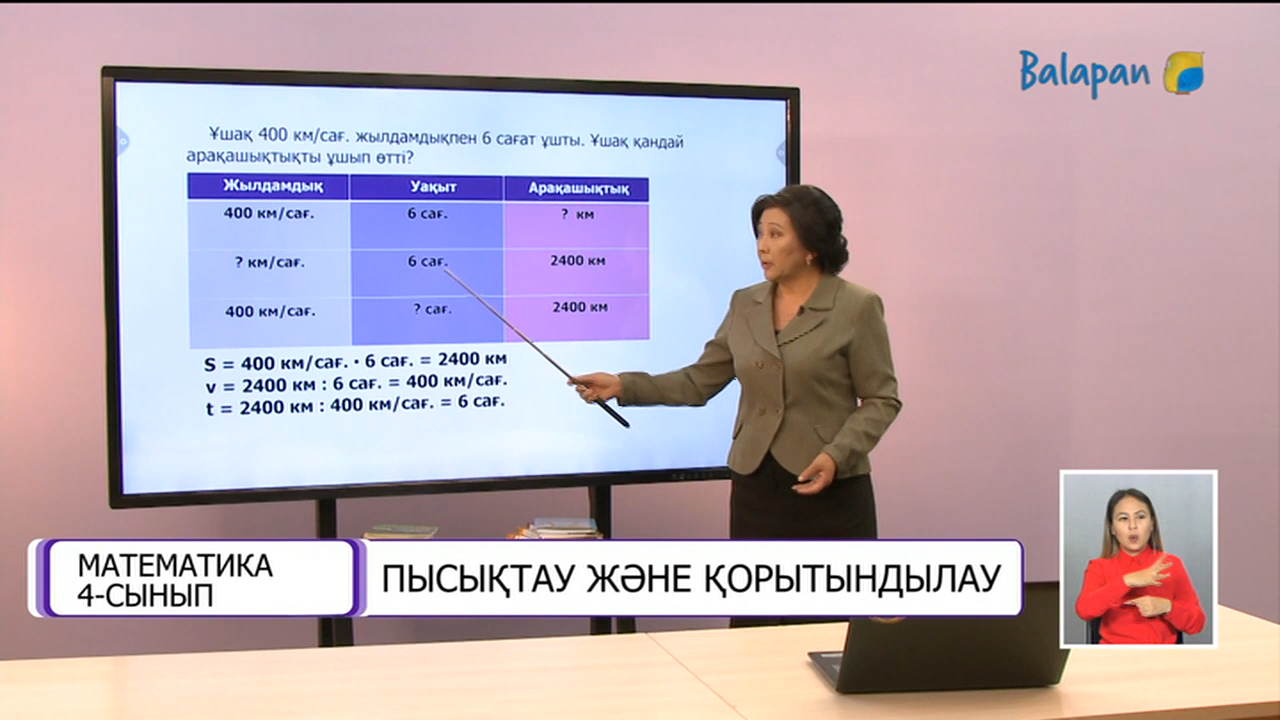 Balapan
Ұшақ 400 км/сағ. жылдамдықпен 6 сағат ұшты. Ұшақ қандай
арақашықтықты ұшып өтті?
Жылдамдық Уақыт Арақашықтық
400 км/сағ. 6 сағ. ? км
? км/сағ. 6 сағ. 2400 км
400 км/сағ. ? сағ. 2400 км
S = 400 км/сағ. · 6 сағ. = 2400 км
v = 2400 км : 6 сағ. = 400 км/сағ.
t = 2400 км : 400 км/сағ. = 6 сағ.
МАТЕМАТИКА
4-СЫНЫП
ПЫСЫҚТАУ ЖӘНЕ ҚОРЫТЫНДЫЛАУ